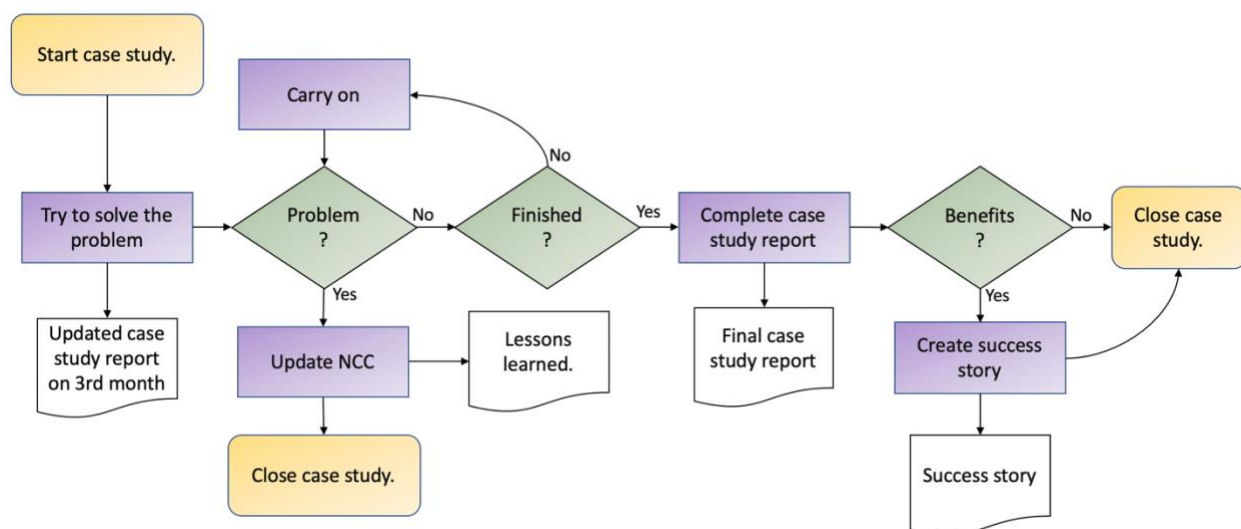 Start case study.
Carry on
No
Try to solve the
problem
Problem
?
No
Finished
?
Yes
Complete case
study report
Benefits
?
No
Close case
study.
Yes
Yes
Updated case
study report
on 3rd month
Update NCC
Lessons
learned.
Final case
study report
Create success
story
Close case study.
Success story